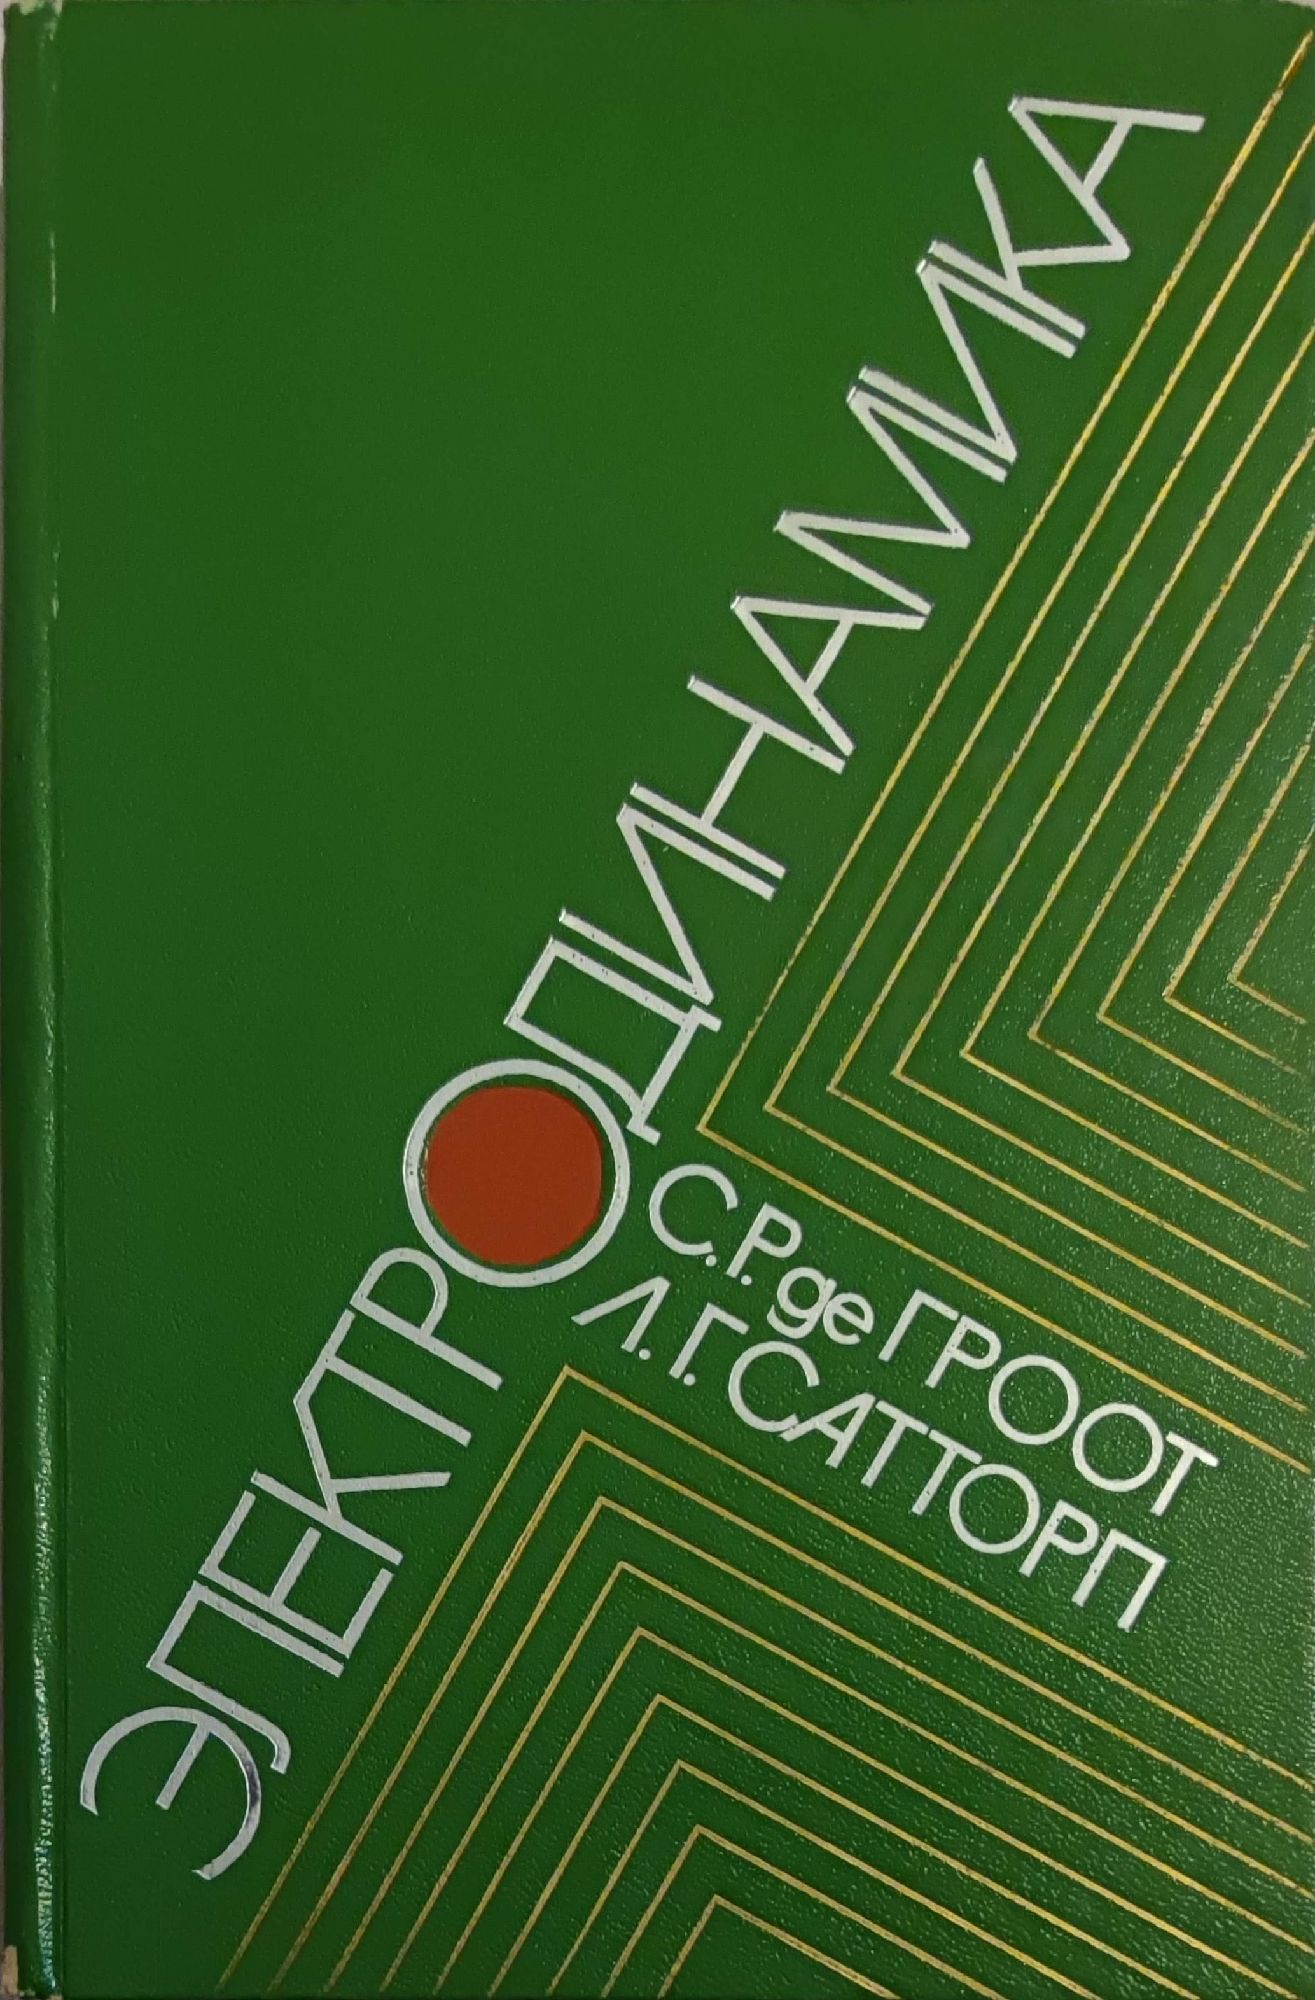 ЭЛЕКТРОДИНАМИКА
С.Р. де ГРООТ
Л.Г. САТТОРП